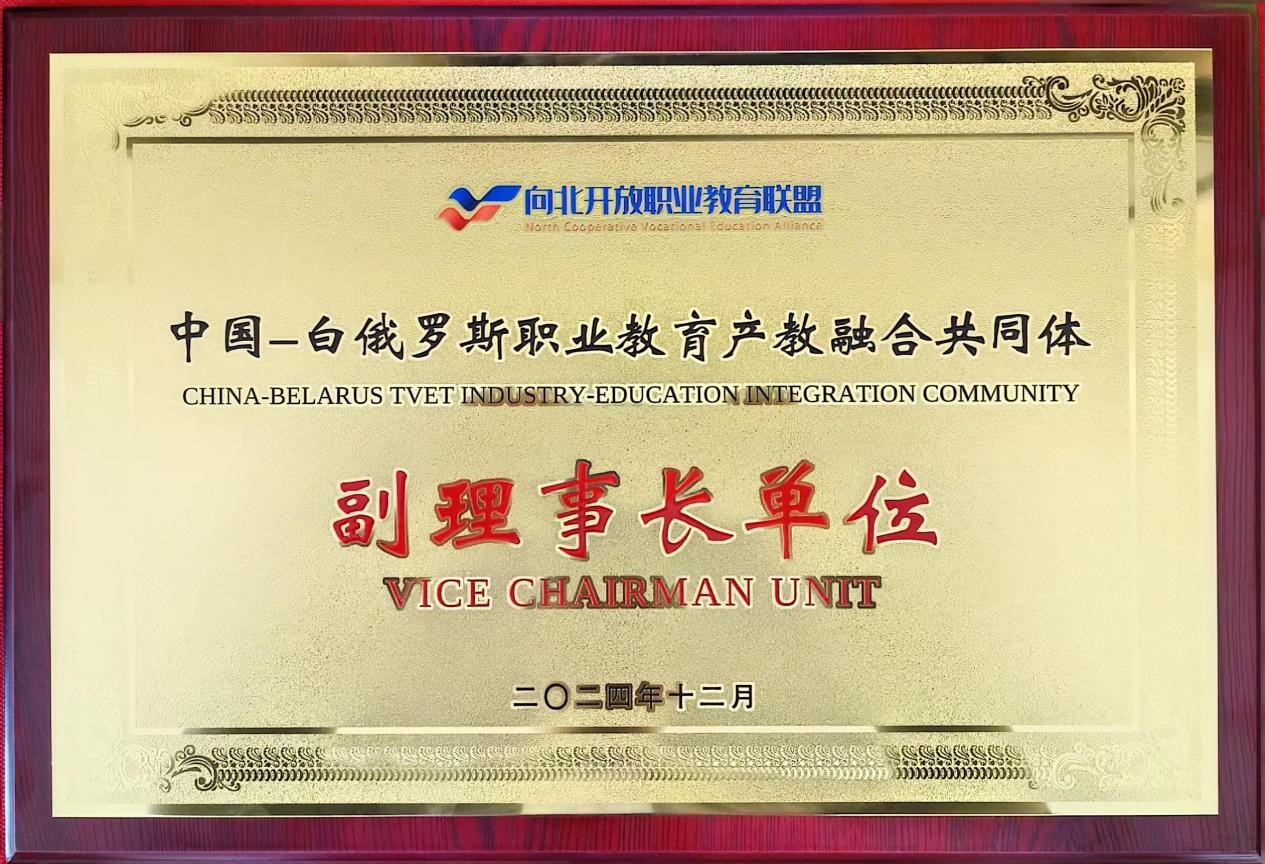 向北开放职业教育联盟
North Cooperative Vocational Education Alliance
中国—白俄罗斯职业教育产教融合共同体
CHINA-BELARUS TVET INDUSTRY-EDUCATION INTEGRATION COMMUNITY
副理事长单位
VICE CHAIRMAN UNIT
二〇二四年十二月